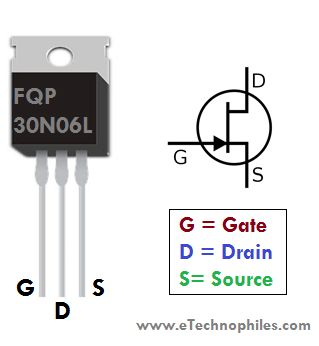 FQP
30N06L
G
D
S
D
G
S
G = Gate
D = Drain
S= Source
www.eTechnophiles.com